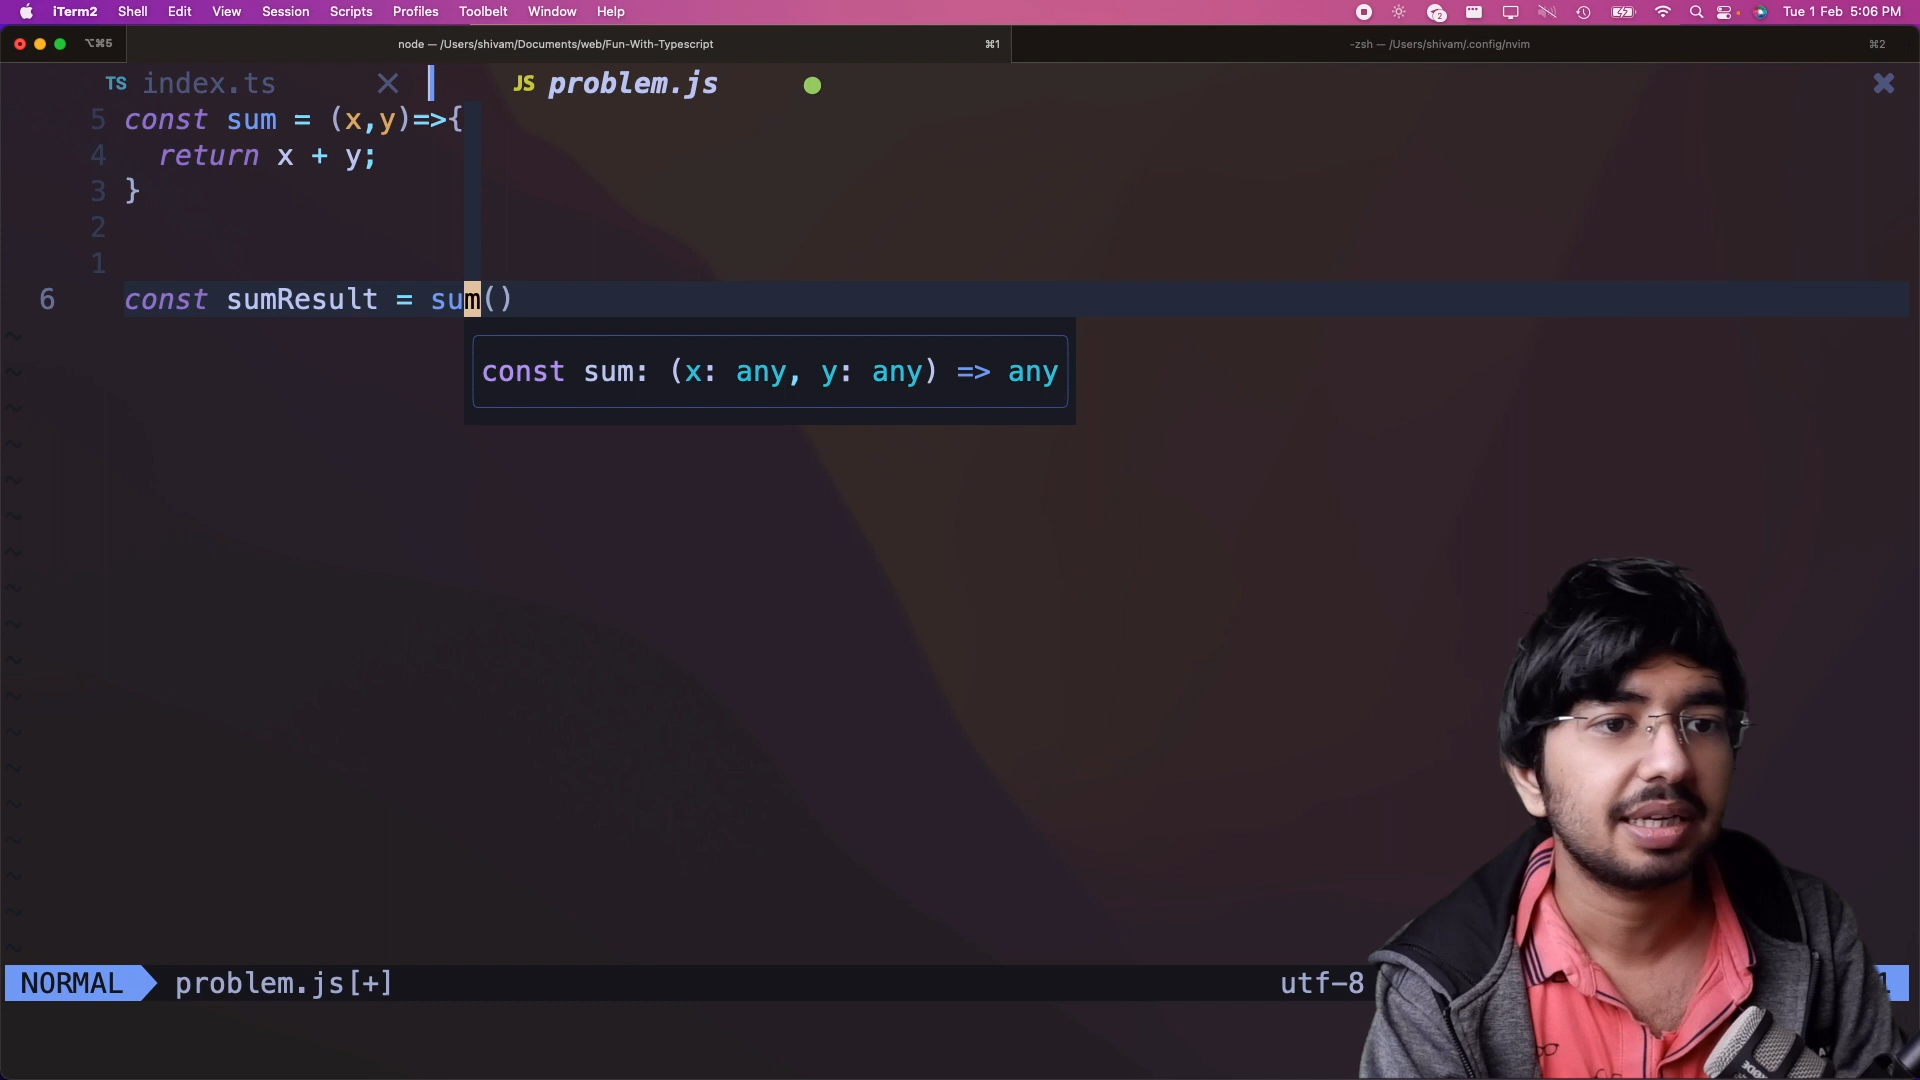 iTerm2 Shell Edit View Session Scripts Profiles Toolbelt Window Help 2 Tue 1 Feb 5:06 PM
⌥⌘5 node — /Users/shivam/Documents/web/Fun-With-Typescript ⌘1 -zsh — /Users/shivam/.config/nvim ⌘2
TS index.ts JS problem.js
5 const sum = (x,y)=>{
4 return x + y;
3 }
2
1
6 const sumResult = sum()
const sum: (x: any, y: any) => any
NORMAL problem.js[+] utf-8